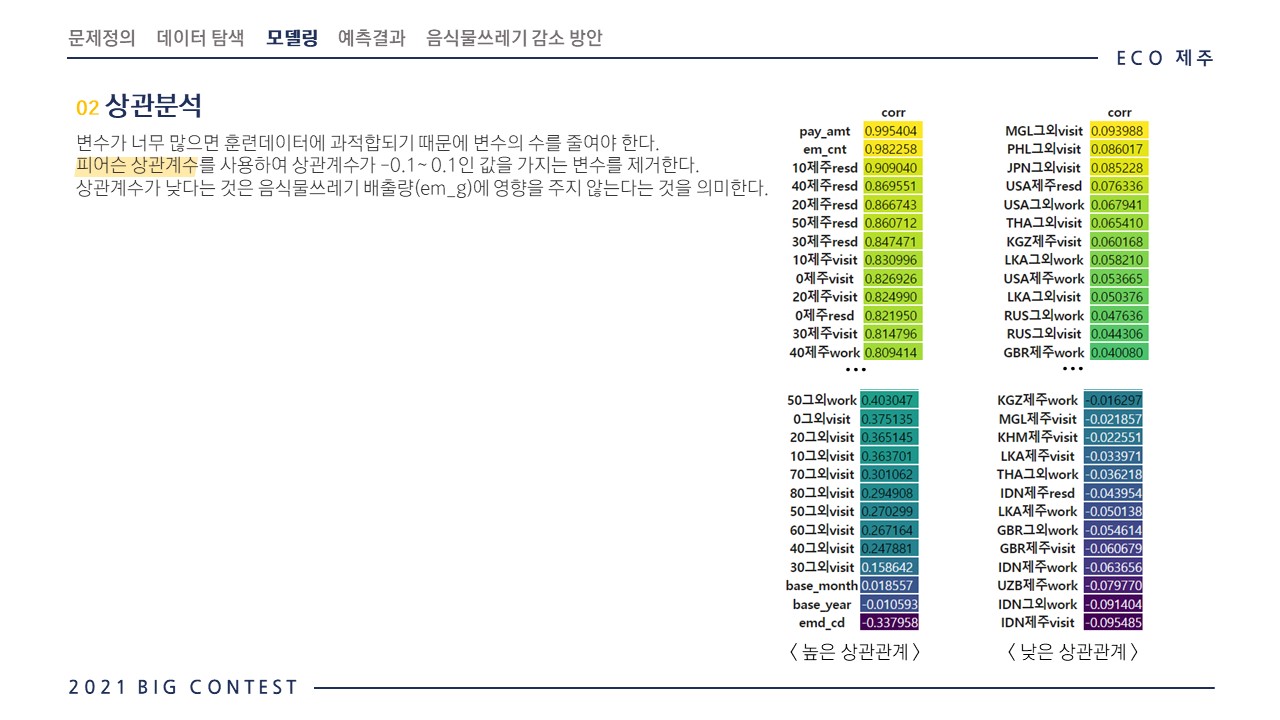 문제정의 데이터 탐색 모델링 예측결과 음식물쓰레기 감소 방안
ECO 제주
02 상관분석
변수가 너무 많으면 훈련데이터에 과적합되기 때문에 변수의 수를 줄여야 한다.
피어슨 상관계수를 사용하여 상관계수가 -0.1~ 0.1인 값을 가지는 변수를 제거한다.
상관계수가 낮다는 것은 음식물쓰레기 배출량(em_g)에 영향을 주지 않는다는 것을 의미한다.
corr
pay_amt 0.995404
em_cnt 0.982258
10제주resd 0.909040
40제주resd 0.869551
20제주resd 0.866743
50제주resd 0.860712
30제주resd 0.847471
10제주visit 0.830996
0제주visit 0.826926
20제주visit 0.824990
0제주resd 0.821950
30제주visit 0.814796
40제주work 0.809414
•••
50그외work 0.403047
0그외visit 0.375135
20그외visit 0.365145
10그외visit 0.363701
70그외visit 0.301062
80그외visit 0.294908
50그외visit 0.270299
60그외visit 0.267164
40그외visit 0.247881
30그외visit 0.158642
base_month 0.018557
base_year -0.010593
emd_cd -0.337958
〈 높은 상관관계 〉
corr
MGL그외visit 0.093988
PHL그외visit 0.086017
JPN그외visit 0.085228
USA제주resd 0.076336
USA그외work 0.067941
THA그외visit 0.065410
KGZ제주visit 0.060168
LKA그외work 0.058210
USA제주work 0.053665
LKA그외visit 0.050376
RUS그외work 0.047636
RUS그외visit 0.044306
GBR제주work 0.040080
•••
KGZ제주work -0.016297
MGL제주visit -0.021857
KHM제주visit -0.022551
LKA제주visit -0.033971
THA그외work -0.036218
IDN제주resd -0.043954
LKA제주work -0.050138
GBR그외work -0.054614
GBR제주visit -0.060679
IDN제주work -0.063656
UZB제주work -0.079770
IDN그외work -0.091404
IDN제주visit -0.095485
〈 낮은 상관관계 〉
2021 BIG CONTEST